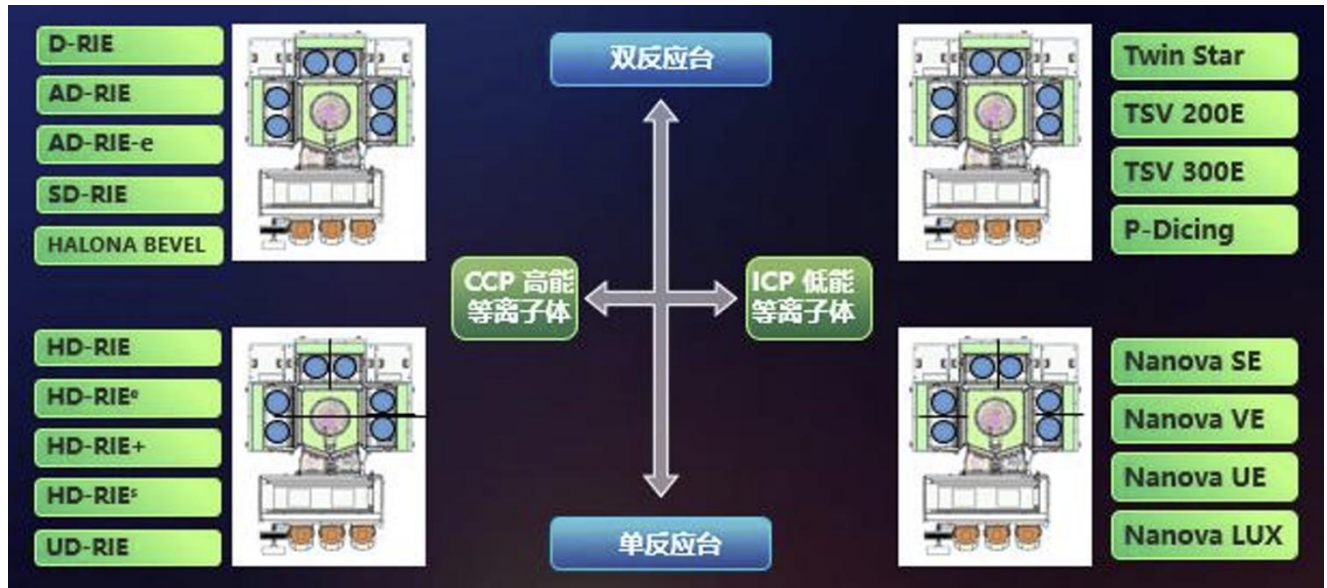 D-RIE
AD-RIE
AD-RIE-e
SD-RIE
HALONA BEVEL
双反应台
Twin Star
TSV 200E
TSV 300E
P-Dicing
CCP 高能
等离子体
ICP 低能
等离子体
HD-RIE
HD-RIEᵉ
HD-RIE+
HD-RIEˢ
UD-RIE
单反应台
Nanova SE
Nanova VE
Nanova UE
Nanova LUX